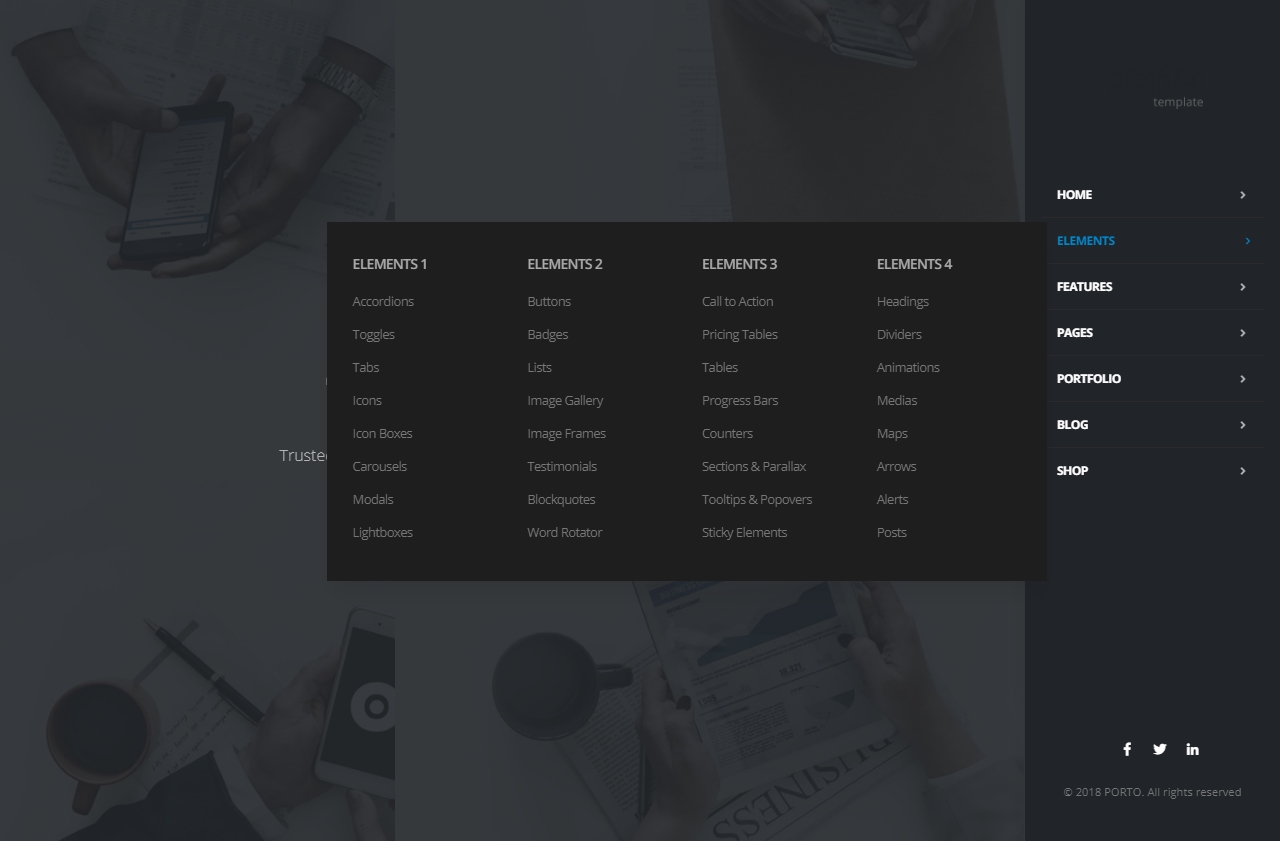 template
HOME
ELEMENTS
FEATURES
PAGES
PORTFOLIO
BLOG
SHOP
ELEMENTS 1
Accordions
Toggles
Tabs
Icons
Icon Boxes
Carousels
Modals
Lightboxes
ELEMENTS 2
Buttons
Badges
Lists
Image Gallery
Image Frames
Testimonials
Blockquotes
Word Rotator
ELEMENTS 3
Call to Action
Pricing Tables
Tables
Progress Bars
Counters
Sections & Parallax
Tooltips & Popovers
Sticky Elements
ELEMENTS 4
Headings
Dividers
Animations
Medias
Maps
Arrows
Alerts
Posts
BUSINESS
© 2018 PORTO. All rights reserved